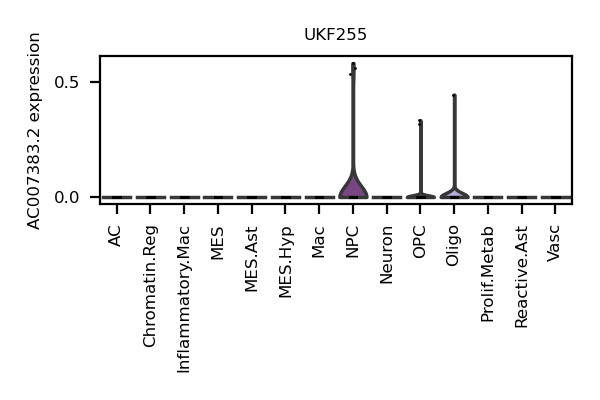 UKF255
AC007383.2 expression
0.5
0.0
AC
Chromatin.Reg
Inflammatory.Mac
MES
MES.Ast
MES.Hyp
Mac
NPC
Neuron
OPC
Oligo
Prolif.Metab
Reactive.Ast
Vasc